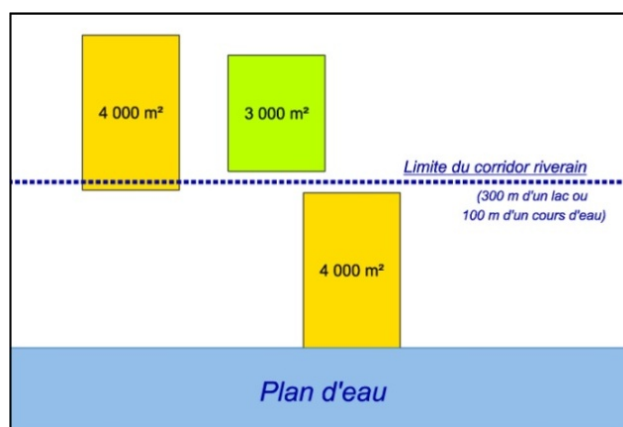 4 000 m²
3 000 m²
Limite du corridor riverain
(300 m d'un lac ou
100 m d'un cours d'eau)
4 000 m²
Plan d'eau